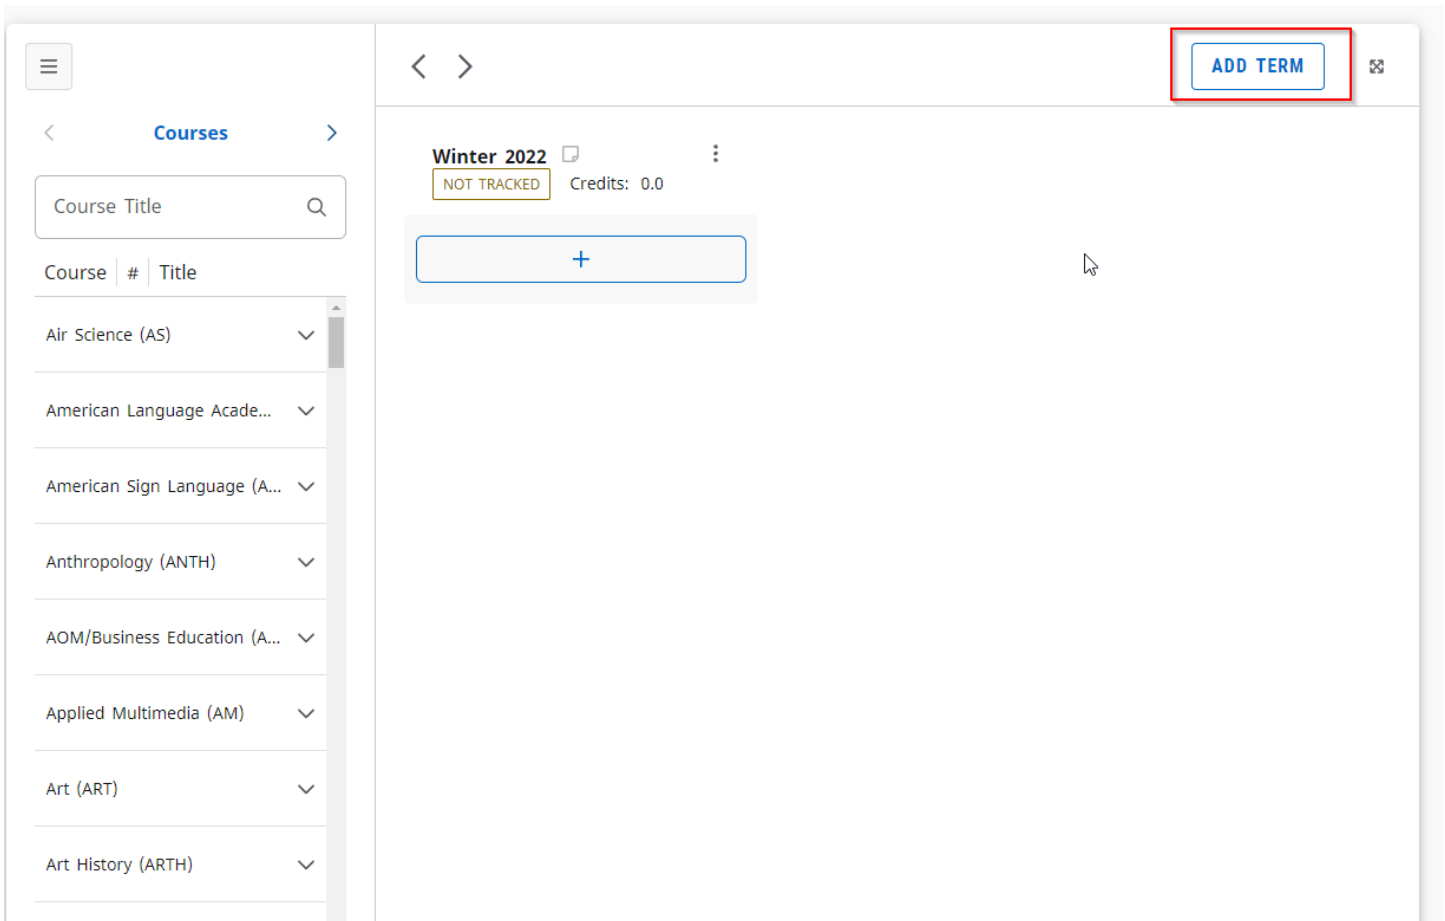 ADD TERM
Courses
Course Title
Course # Title
Air Science (AS)
American Language Acade...
American Sign Language (A...
Anthropology (ANTH)
AOM/Business Education (A...
Applied Multimedia (AM)
Art (ART)
Art History (ARTH)
Winter 2022
NOT TRACKED Credits: 0.0
+